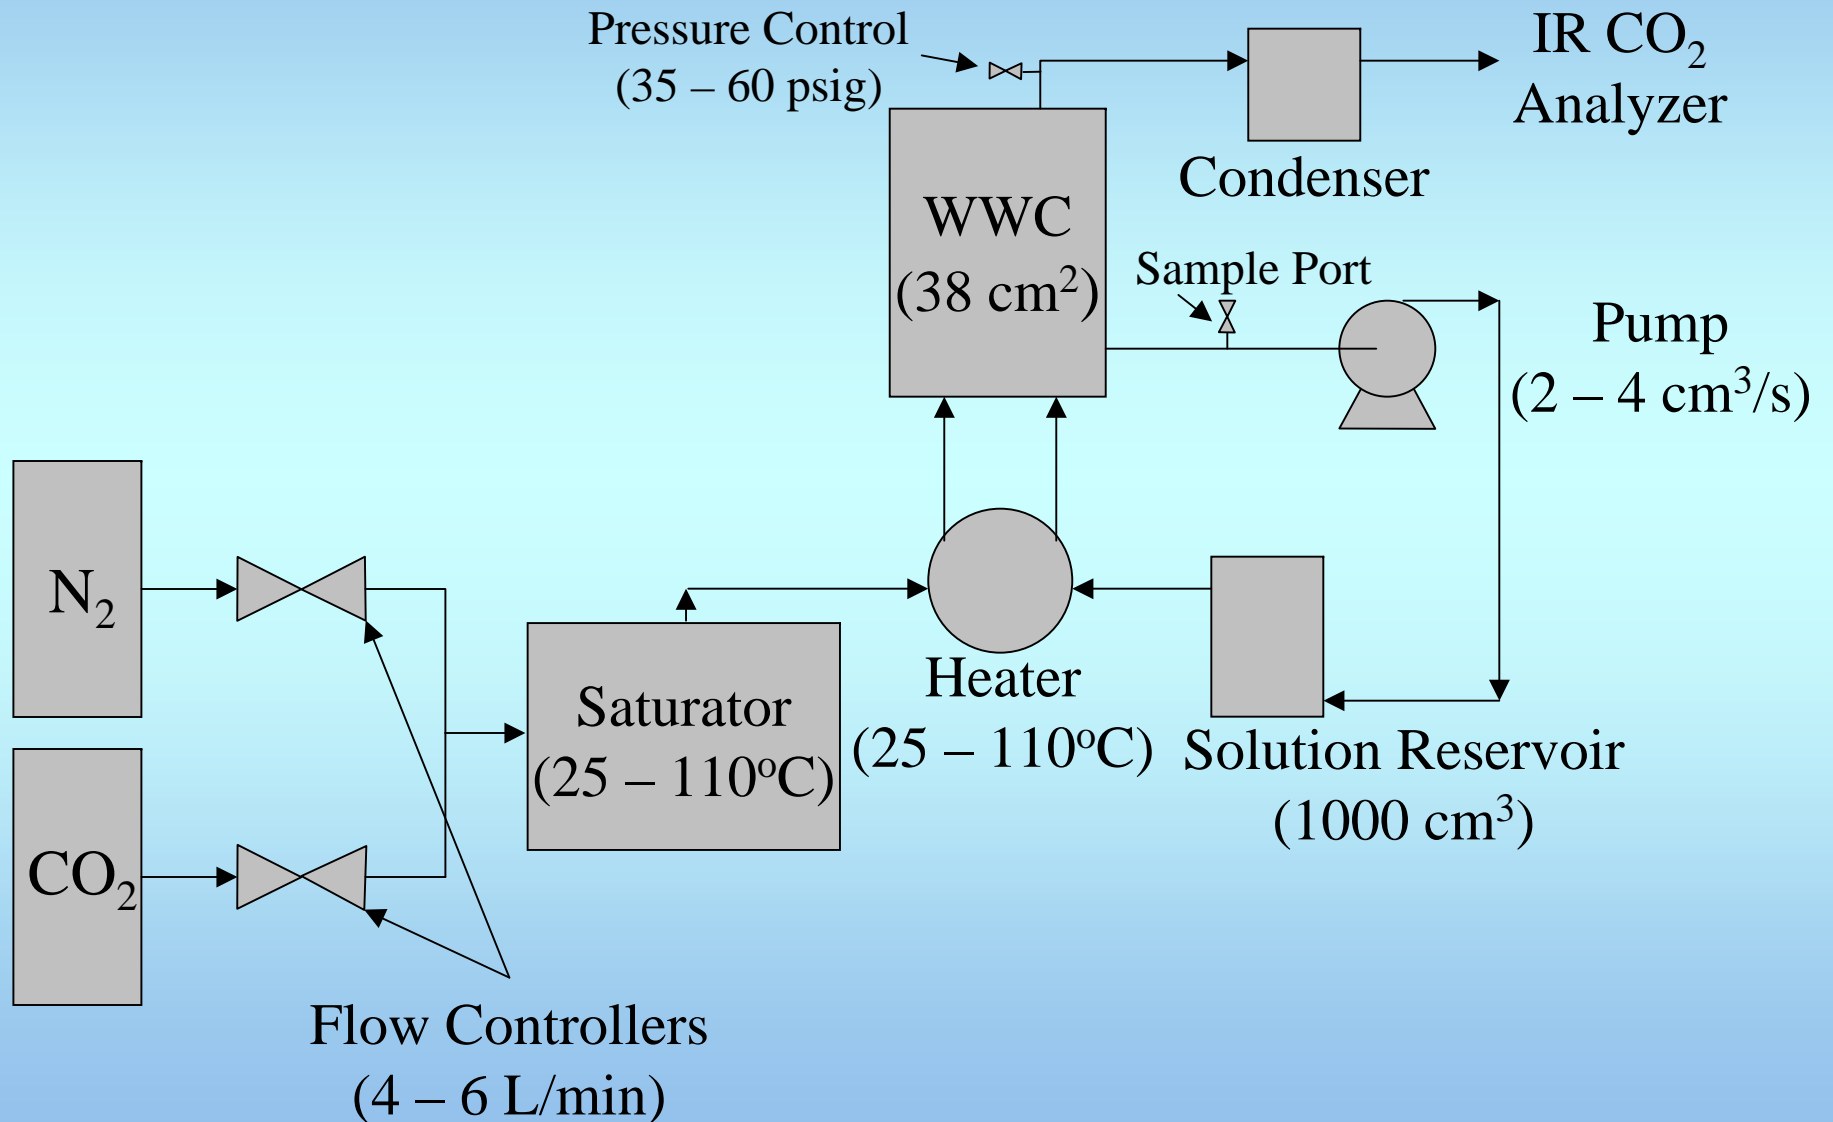 Pressure Control
(35 – 60 psig)
IR CO₂
Analyzer
Condenser
WWC
(38 cm²)
Sample Port
Pump
(2 – 4 cm³/s)
N₂
CO₂
Saturator
(25 – 110ºC)
Heater
(25 – 110ºC)
Solution Reservoir
(1000 cm³)
Flow Controllers
(4 – 6 L/min)